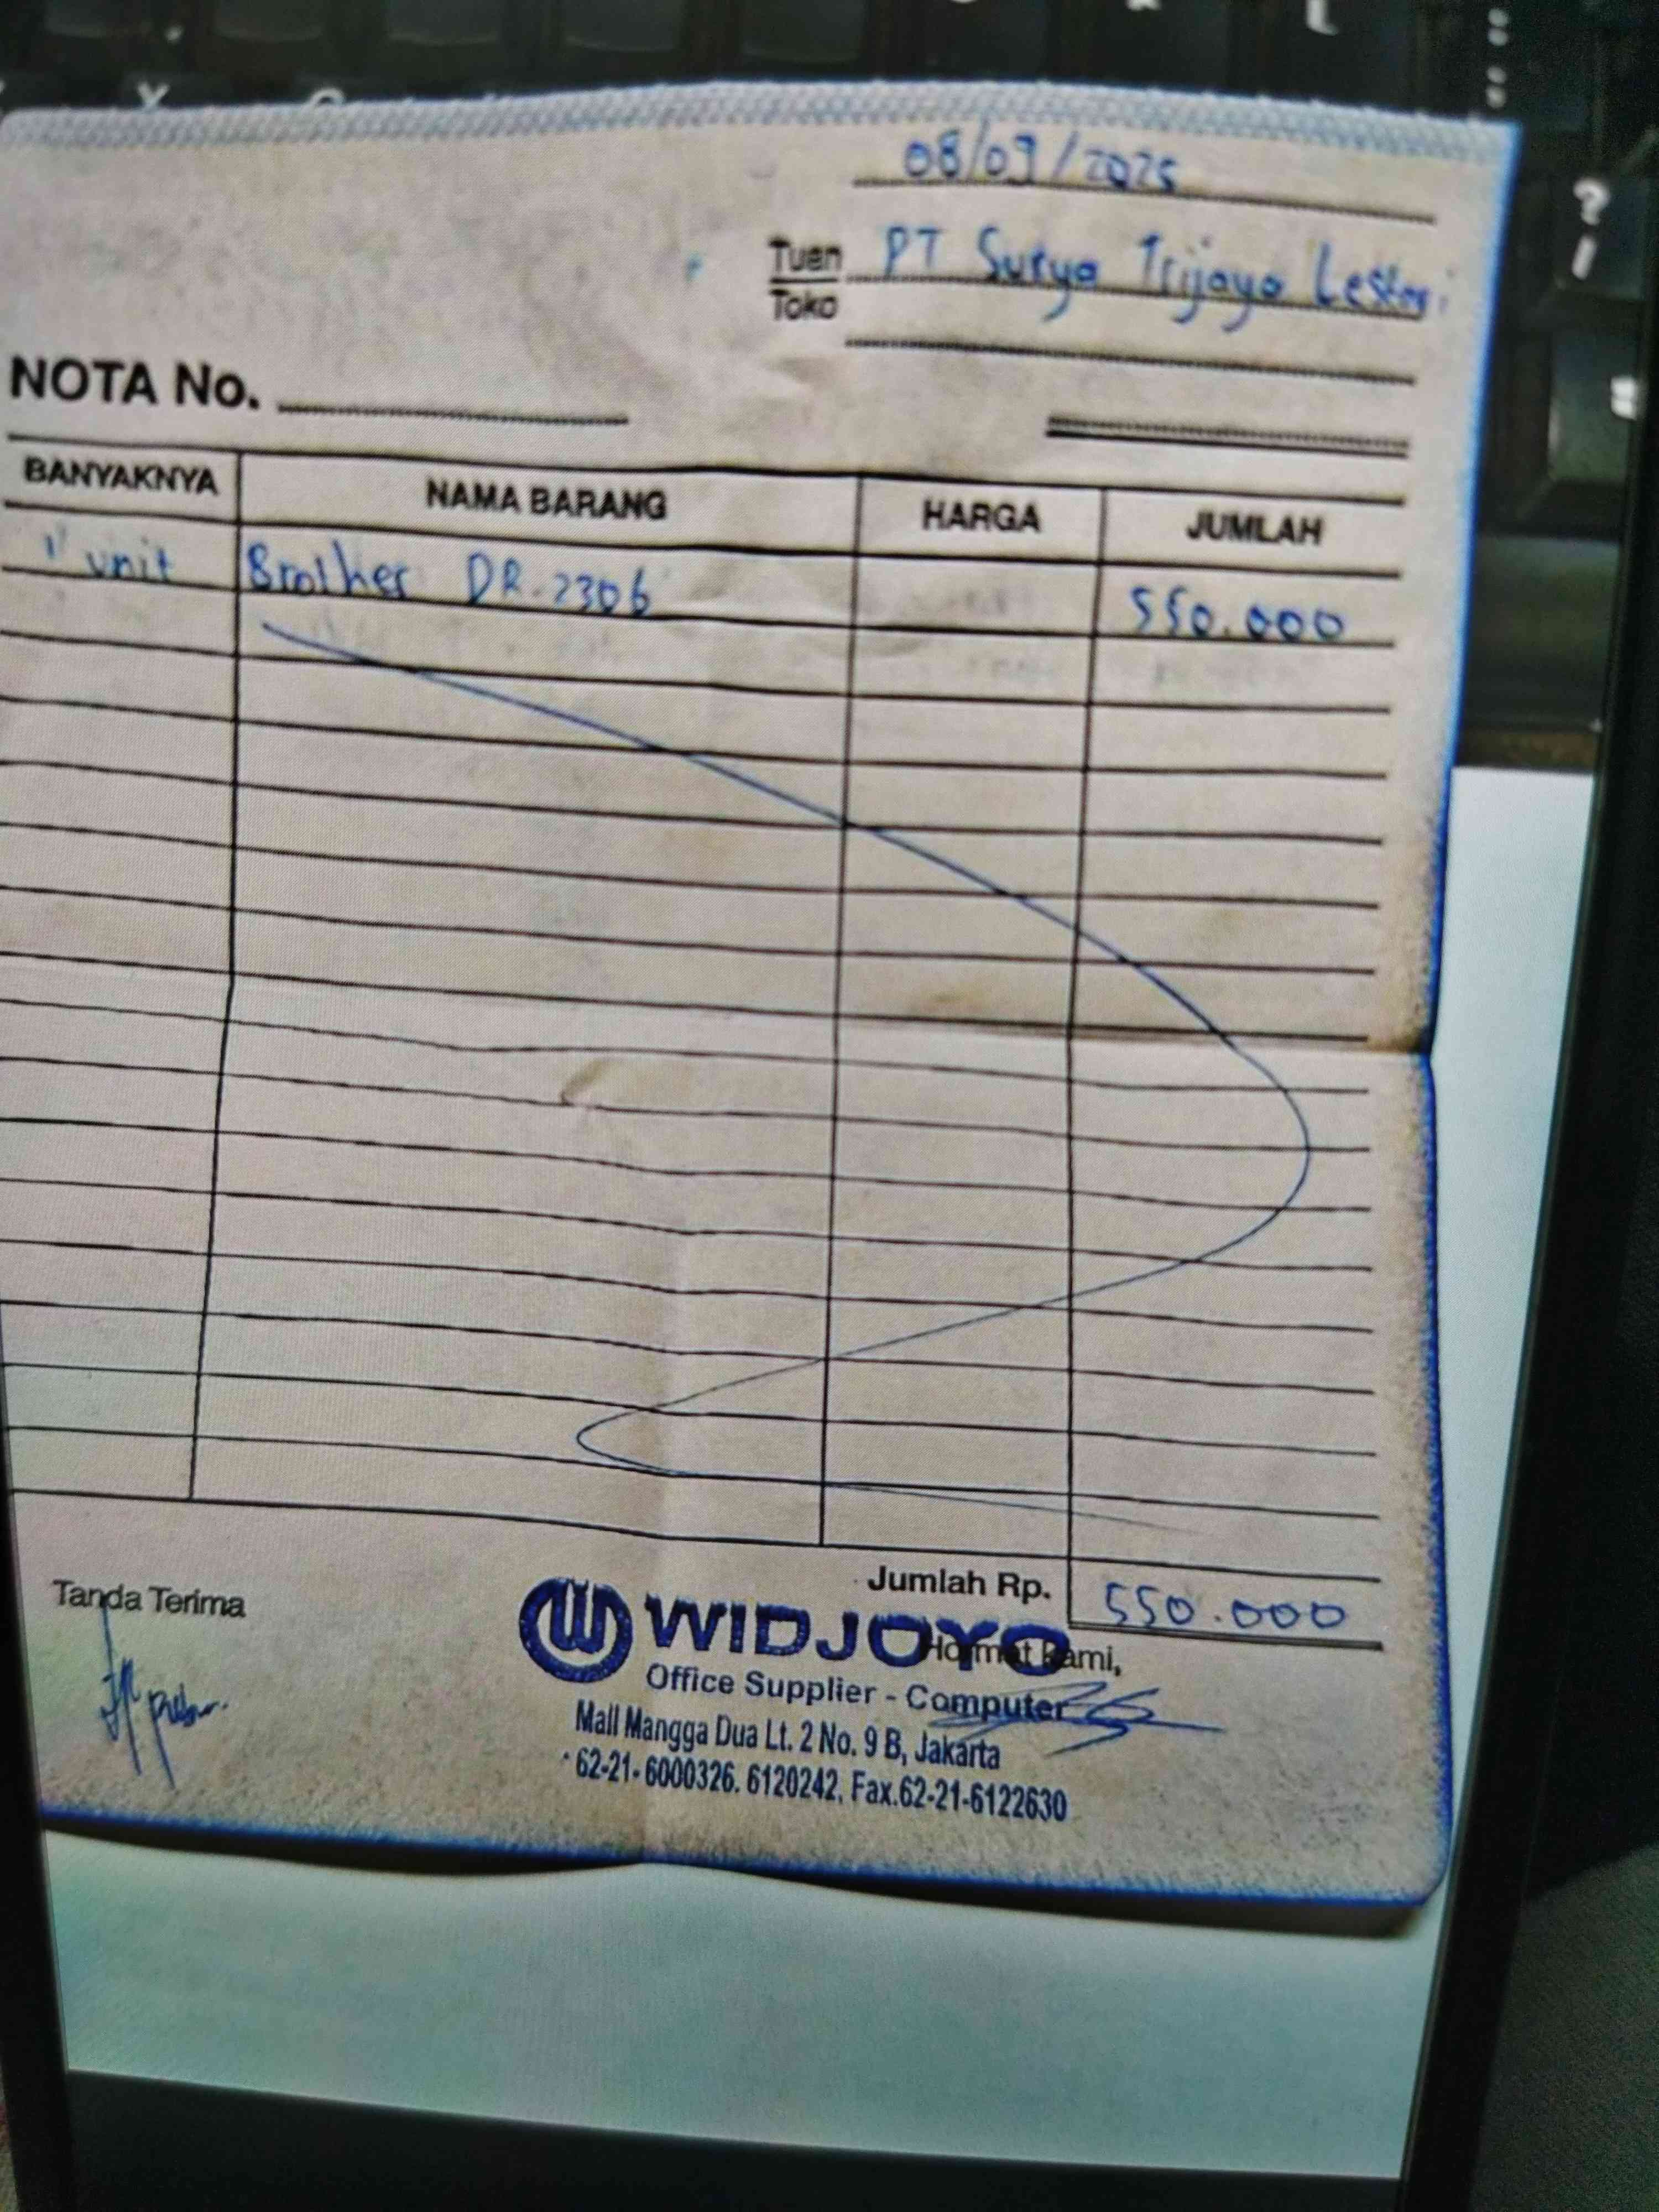 08/09/2025
Tuan PT Surya Trijaya Lestari
Toko
NOTA No.
BANYAKNYA NAMA BARANG HARGA JUMLAH
1 unit Brother DR-2306 550.000
Jumlah Rp. 550.000
Tanda Terima
WIDJOYO
Hormat kami,
Office Supplier - Computer
Mall Mangga Dua Lt. 2 No. 9 B, Jakarta
62-21-6000326. 6120242, Fax.62-21-6122630